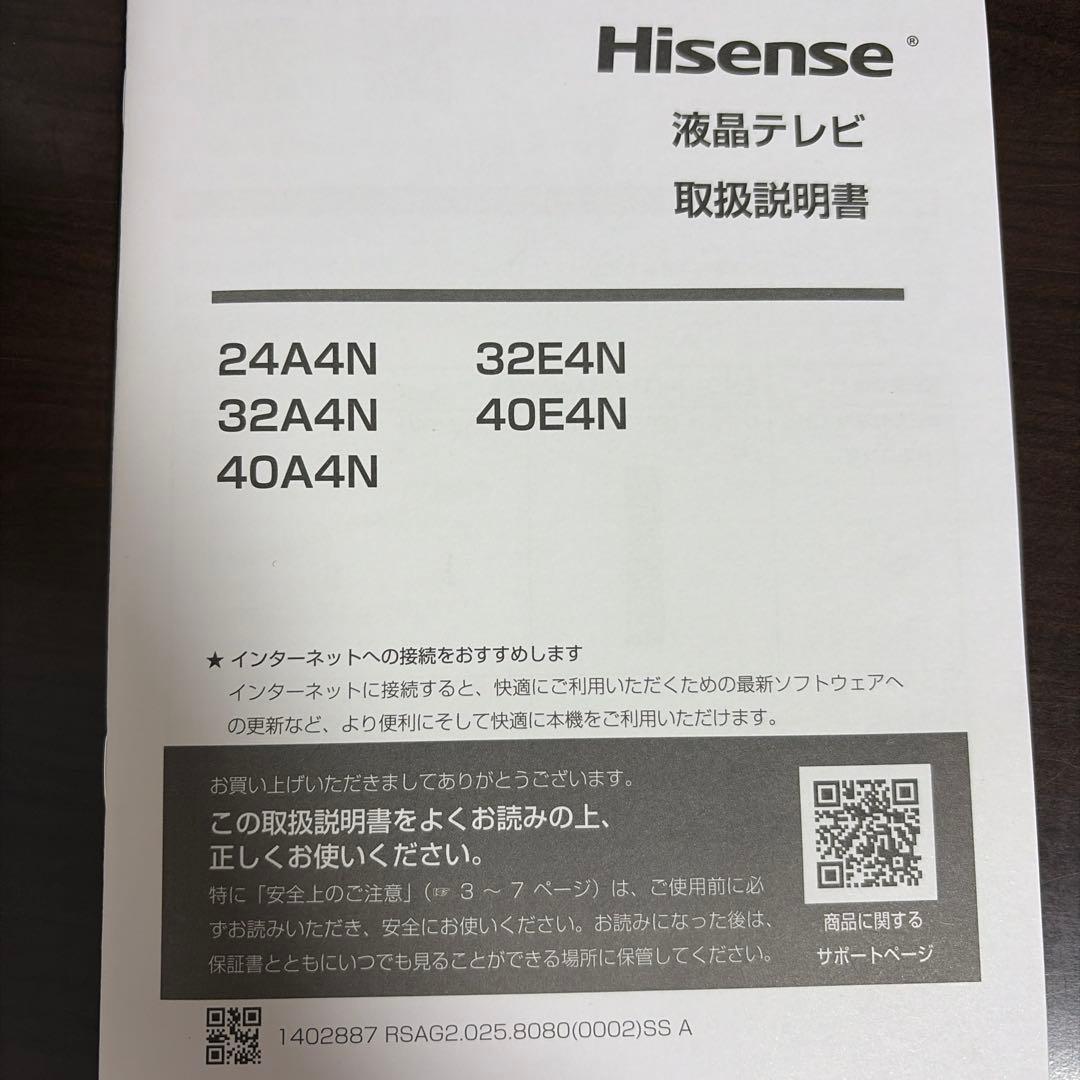 Hisense®
液晶テレビ
取扱説明書
24A4N 32E4N
32A4N 40E4N
40A4N
★ インターネットへの接続をおすすめします
インターネットに接続すると、快適にご利用いただくための最新ソフトウェアへ
の更新など、より便利にそして快適に本機をご利用いただけます。
お買い上げいただきましてありがとうございます。
この取扱説明書をよくお読みの上、
正しくお使いください。
特に「安全上のご注意」(☞ 3 ～ 7 ページ)は、ご使用前に必
ずお読みいただき、安全にお使いください。お読みになった後は、
保証書とともにいつでも見ることができる場所に保管してください。
商品に関する
サポートページ
1402887 RSAG2.025.8080(0002)SS A